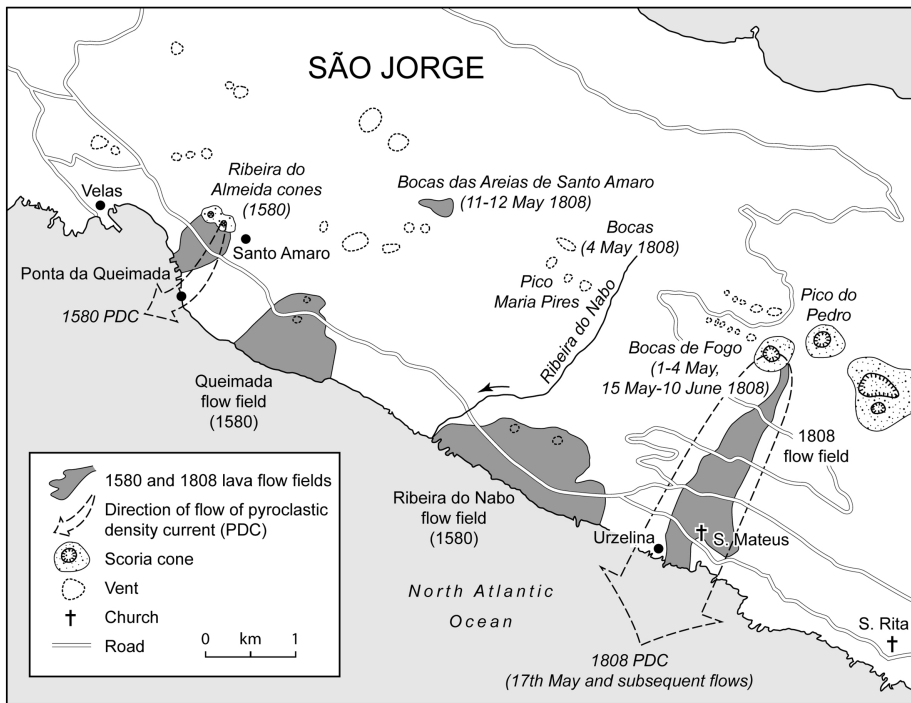 SÃO JORGE
Velas
Ribeira do
Almeida cones
(1580)
Santo Amaro
Ponta da Queimada
1580 PDC
Queimada
flow field
(1580)
Bocas das Areias de Santo Amaro
(11-12 May 1808)
Bocas
(4 May 1808)
Pico
Maria Pires
Ribeira do Nabo
Pico do
Pedro
Bocas de Fogo
(1-4 May,
15 May-10 June 1808)
1808
flow field
Ribeira do Nabo
flow field
(1580)
Urzelina
S. Mateus
S. Rita
North Atlantic
Ocean
1808 PDC
(17th May and subsequent flows)
1580 and 1808 lava flow fields
Direction of flow of pyroclastic
density current (PDC)
Scoria cone
Vent
Church
Road
0 km 1